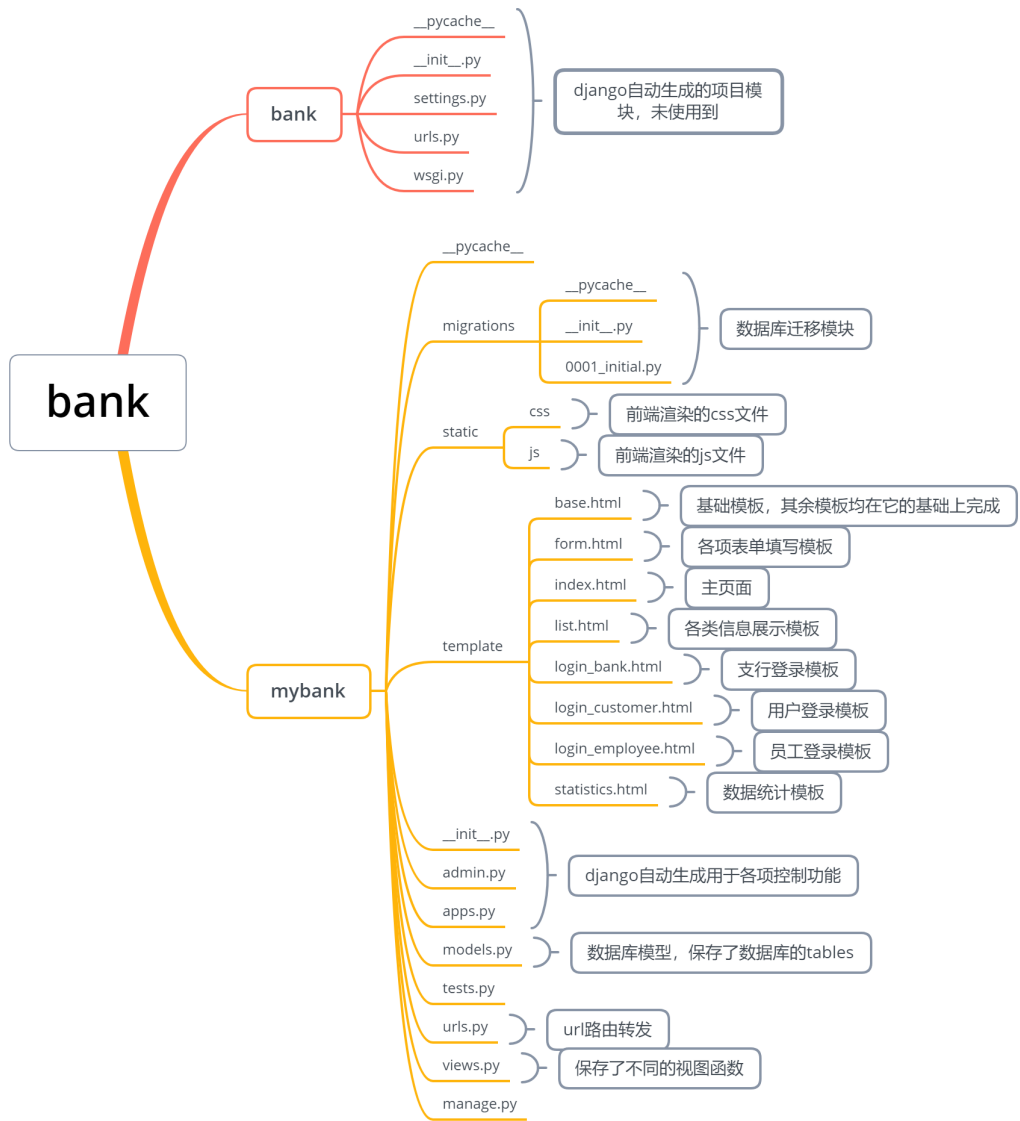 bank
bank
__pycache__
__init__.py
settings.py
urls.py
wsgi.py
django自动生成的项目模
块，未使用到
mybank
__pycache__
migrations
__pycache__
__init__.py
0001_initial.py
数据库迁移模块
static
css
前端渲染的css文件
js
前端渲染的js文件
template
base.html
基础模板，其余模板均在它的基础上完成
form.html
各项表单填写模板
index.html
主页面
list.html
各类信息展示模板
login_bank.html
支行登录模板
login_customer.html
用户登录模板
login_employee.html
员工登录模板
statistics.html
数据统计模板
__init__.py
admin.py
apps.py
django自动生成用于各项控制功能
models.py
数据库模型，保存了数据库的tables
tests.py
urls.py
url路由转发
views.py
保存了不同的视图函数
manage.py